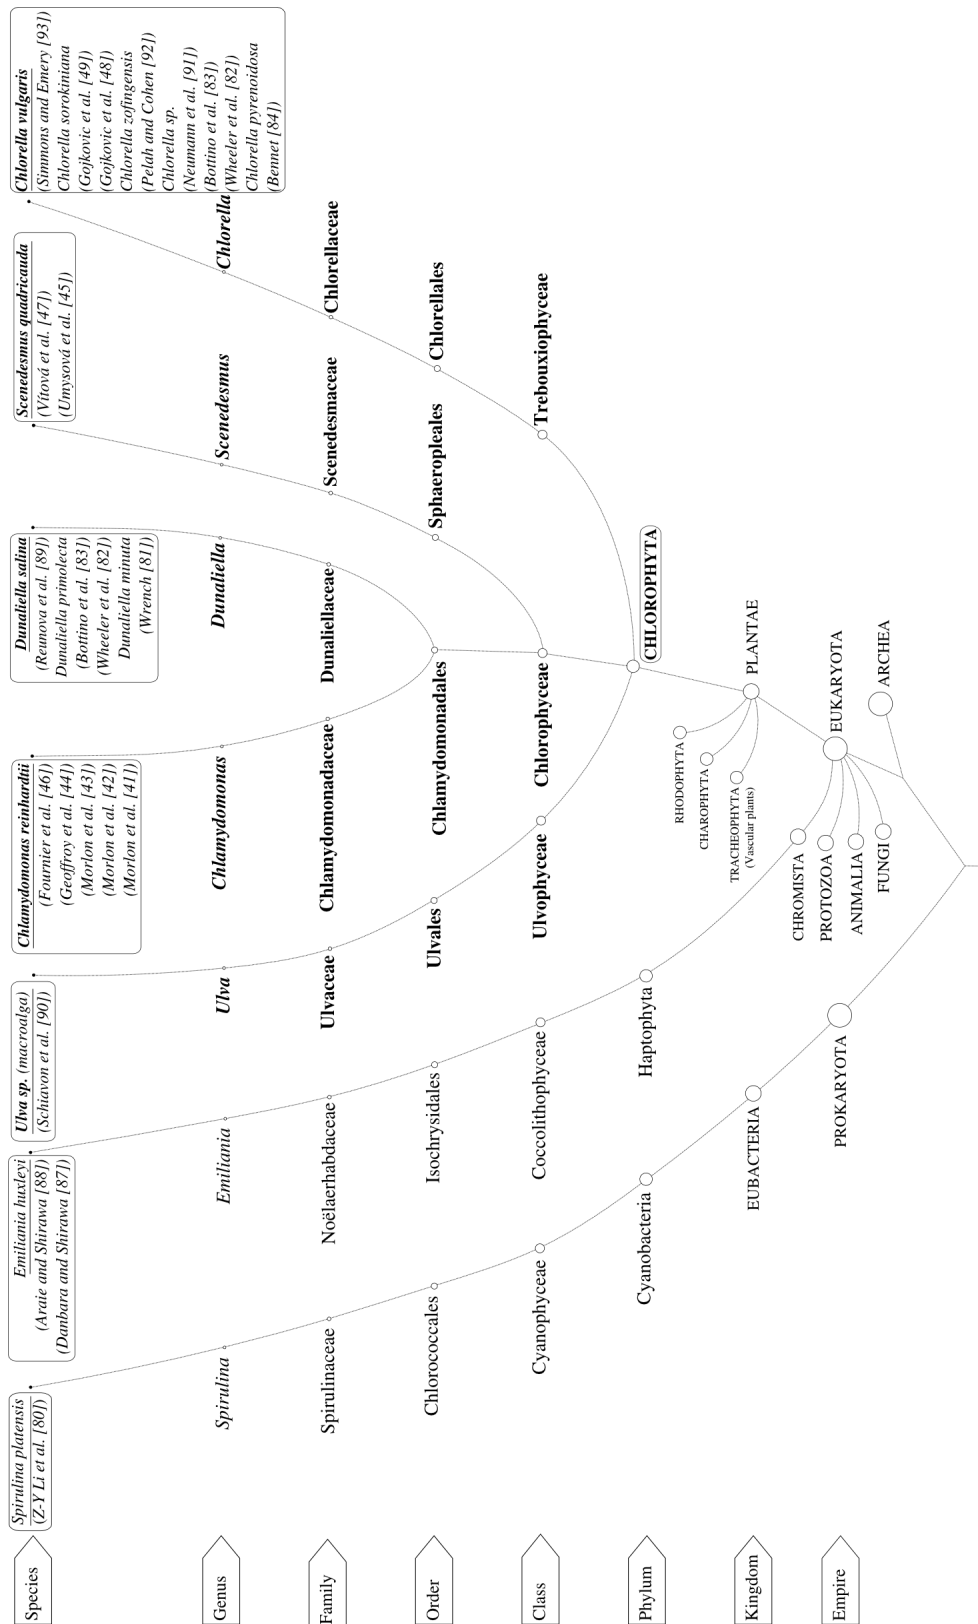 Species
Spirulina platensis
(Z-Y Li et al. [80])
Emiliania huxleyi
(Araie and Shirawa [88])
(Danbara and Shirawa [87])
Ulva sp. (macroalga)
(Schiavon et al. [90])
Chlamydomonas reinhardtii
(Fournier et al. [46])
(Geoffroy et al. [44])
(Morlon et al. [43])
(Morlon et al. [42])
(Morlon et al. [41])
Dunaliella salina
(Reunova et al. [89])
Dunaliella primolecta
(Bottino et al. [83])
(Wheeler et al. [82])
Dunaliella minuta
(Wrench [81])
Scenedesmus quadricauda
(Vítová et al. [47])
(Umysová et al. [45])
Chlorella vulgaris
(Simmons and Emery [93])
Chlorella sorokiniana
(Gojkovic et al. [49])
(Gojkovic et al. [48])
Chlorella zofingensis
(Pelah and Cohen [92])
Chlorella sp.
(Neumann et al. [91])
(Bottino et al. [83])
(Wheeler et al. [82])
Chlorella pyrenoidosa
(Bennet [84])
Genus
Spirulina
Emiliania
Ulva
Chlamydomonas
Dunaliella
Scenedesmus
Chlorella
Family
Spirulinaceae
Noëlaerhabdaceae
Ulvaceae
Chlamydomonadaceae
Dunaliellaceae
Scenedesmaceae
Chlorellaceae
Order
Chlorococcales
Isochrysidales
Ulvales
Chlamydomonadales
Sphaeropleales
Chlorellales
Class
Cyanophyceae
Coccolithophyceae
Ulvophyceae
Chlorophyceae
Trebouxiophyceae
Phylum
Cyanobacteria
Haptophyta
CHLOROPHYTA
RHODOPHYTA
CHAROPHYTA
TRACHEOPHYTA
(Vascular plants)
Kingdom
EUBACTERIA
PLANTAE
CHROMISTA
PROTOZOA
ANIMALIA
FUNGI
Empire
PROKARYOTA
EUKARYOTA
ARCHEA